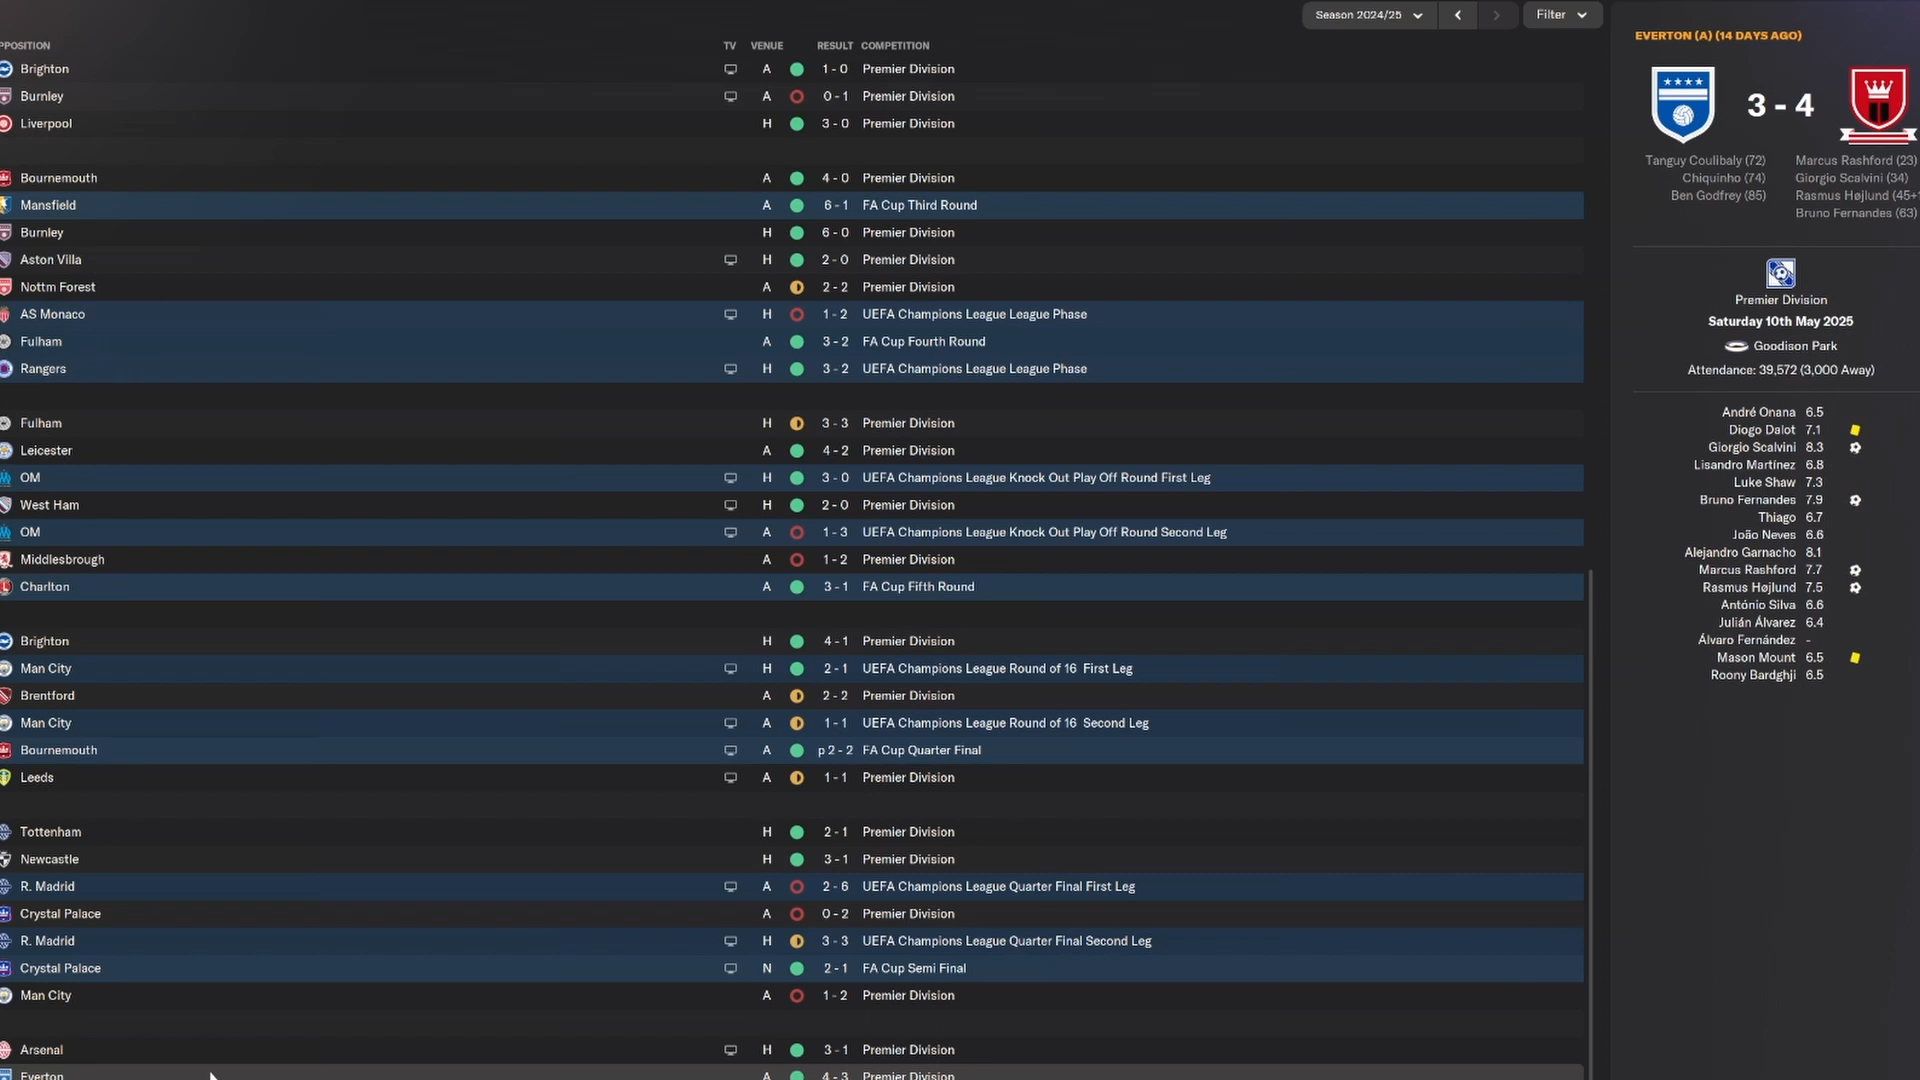 Season 2024/25
Filter
PPOSITION TV VENUE RESULT COMPETITION
Brighton A 1 - 0 Premier Division
Burnley A 0 - 1 Premier Division
Liverpool H 3 - 0 Premier Division
Bournemouth A 4 - 0 Premier Division
Mansfield A 6 - 1 FA Cup Third Round
Burnley H 6 - 0 Premier Division
Aston Villa H 2 - 0 Premier Division
Nottm Forest A 2 - 2 Premier Division
AS Monaco H 1 - 2 UEFA Champions League League Phase
Fulham A 3 - 2 FA Cup Fourth Round
Rangers H 3 - 2 UEFA Champions League League Phase
Fulham H 3 - 3 Premier Division
Leicester A 4 - 2 Premier Division
OM H 3 - 0 UEFA Champions League Knock Out Play Off Round First Leg
West Ham H 2 - 0 Premier Division
OM A 1 - 3 UEFA Champions League Knock Out Play Off Round Second Leg
Middlesbrough A 1 - 2 Premier Division
Charlton A 3 - 1 FA Cup Fifth Round
Brighton H 4 - 1 Premier Division
Man City H 2 - 1 UEFA Champions League Round of 16 First Leg
Brentford A 2 - 2 Premier Division
Man City A 1 - 1 UEFA Champions League Round of 16 Second Leg
Bournemouth A p 2 - 2 FA Cup Quarter Final
Leeds A 1 - 1 Premier Division
Tottenham H 2 - 1 Premier Division
Newcastle H 3 - 1 Premier Division
R. Madrid A 2 - 6 UEFA Champions League Quarter Final First Leg
Crystal Palace A 0 - 2 Premier Division
R. Madrid H 3 - 3 UEFA Champions League Quarter Final Second Leg
Crystal Palace N 2 - 1 FA Cup Semi Final
Man City A 1 - 2 Premier Division
Arsenal H 3 - 1 Premier Division
Everton A 4 - 3 Premier Division
EVERTON (A) (14 DAYS AGO)
3 - 4
Tanguy Coulibaly (72) Marcus Rashford (23)
Chiquinho (74) Giorgio Scalvini (34)
Ben Godfrey (85) Rasmus Højlund (45+
Bruno Fernandes (63)
Premier Division
Saturday 10th May 2025
Goodison Park
Attendance: 39,572 (3,000 Away)
André Onana 6.5
Diogo Dalot 7.1
Giorgio Scalvini 8.3
Lisandro Martínez 6.8
Luke Shaw 7.3
Bruno Fernandes 7.9
Thiago 6.7
João Neves 6.6
Alejandro Garnacho 8.1
Marcus Rashford 7.7
Rasmus Højlund 7.5
António Silva 6.6
Julián Álvarez 6.4
Álvaro Fernández -
Mason Mount 6.5
Roony Bardghji 6.5